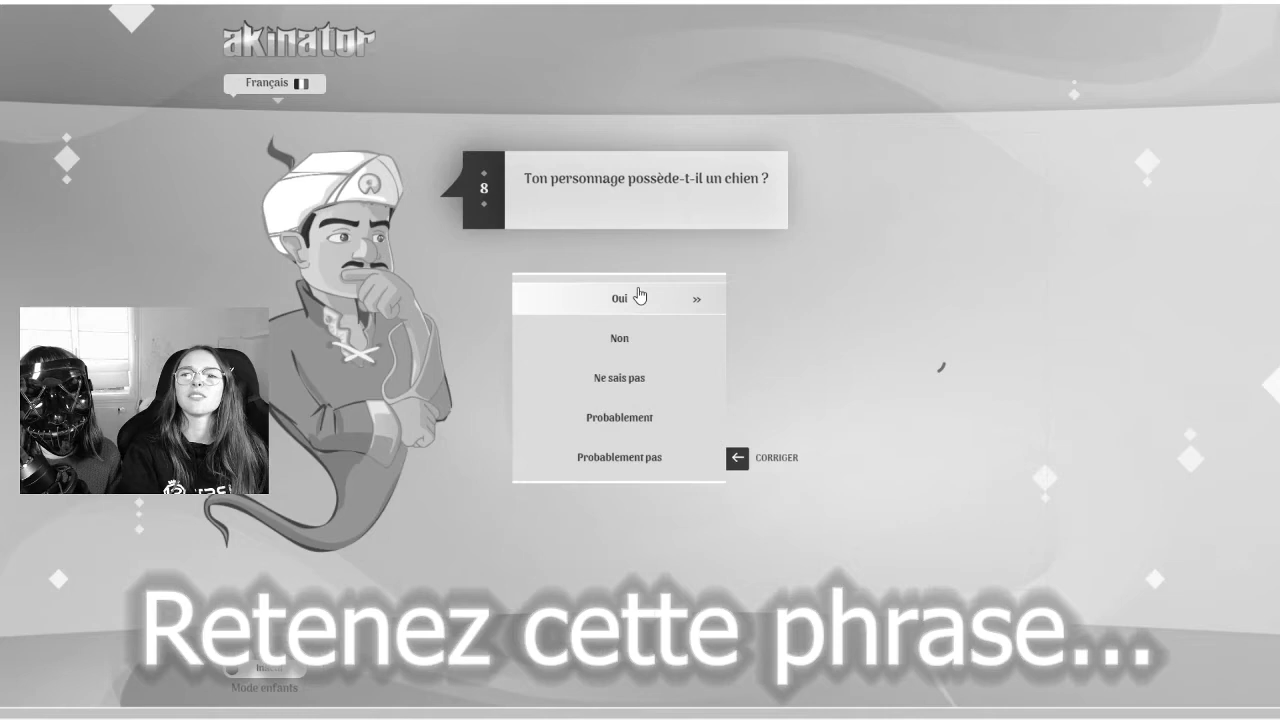 akinator
Français
8
Ton personnage possède-t-il un chien ?
Oui
Non
Ne sais pas
Probablement
Probablement pas
CORRIGER
Retenez cette phrase...
Mode enfants